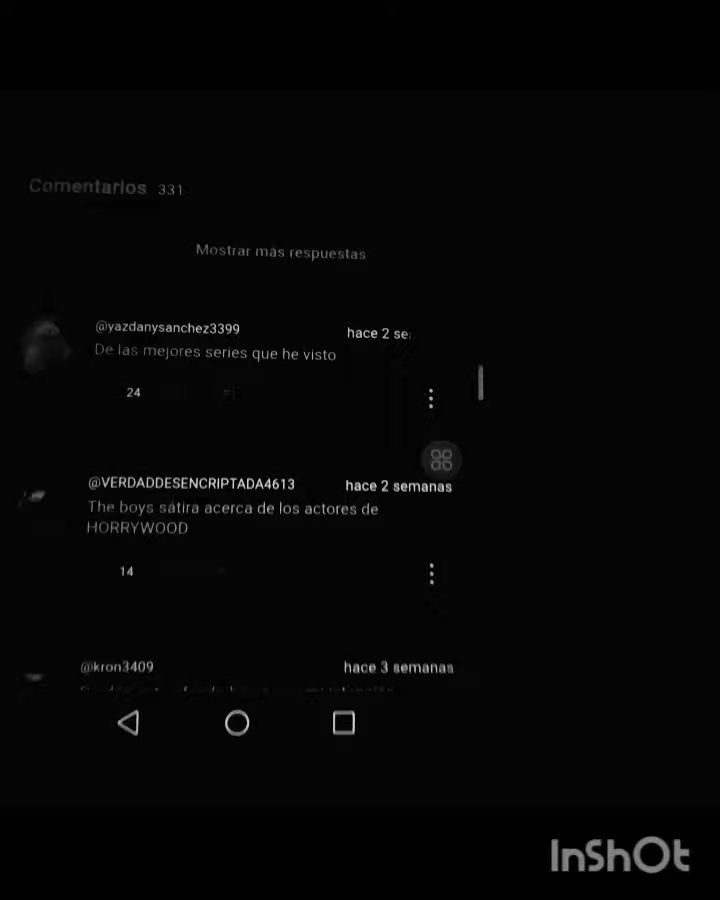 Comentarios 331
Mostrar más respuestas
@yazdanysanchez3399 hace 2 se
De las mejores series que he visto
24
@VERDADDESENCRIPTADA4613 hace 2 semanas
The boys sátira acerca de los actores de
HORRYWOOD
14
@kron3409 hace 3 semanas
InShOt